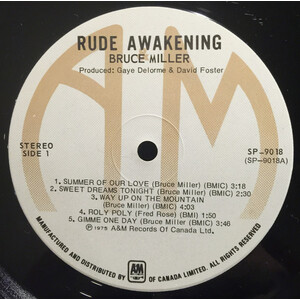 RUDE AWAKENING
BRUCE MILLER
Produced: Gaye Delorme & David Foster
STEREO
SIDE 1
SP-9018
(SP-9018A)
1. SUMMER OF OUR LOVE (Bruce Miller) (BMIC) 3:18
2. SWEET DREAMS TONIGHT (Bruce Miller) (BMIC) 2:30
3. WAY UP ON THE MOUNTAIN
(Bruce Miller) (BMIC) 4:03
4. ROLY POLY (Fred Rose) (BMI) 1:50
5. GIMME ONE DAY (Bruce Miller) (BMIC) 3:46
℗ 1975 A&M Records Of Canada Ltd.
MANUFACTURED AND DISTRIBUTED BY A&M RECORDS OF CANADA LIMITED. ALL RIGHTS RESERVED.